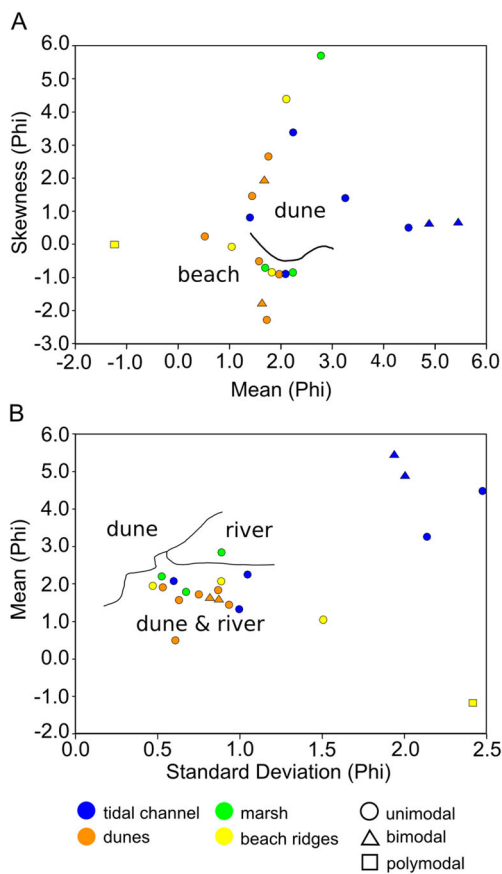 A
6.0
5.0
4.0
3.0
2.0
1.0
0.0
-1.0
-2.0
-3.0
Skewness (Phi)
dune
beach
-2.0 -1.0 0.0 1.0 2.0 3.0 4.0 5.0 6.0
Mean (Phi)
B
6.0
5.0
4.0
3.0
2.0
1.0
0.0
-1.0
-2.0
Mean (Phi)
dune
river
dune & river
0.0 0.5 1.0 1.5 2.0 2.5
Standard Deviation (Phi)
tidal channel marsh unimodal
dunes beach ridges bimodal
polymodal